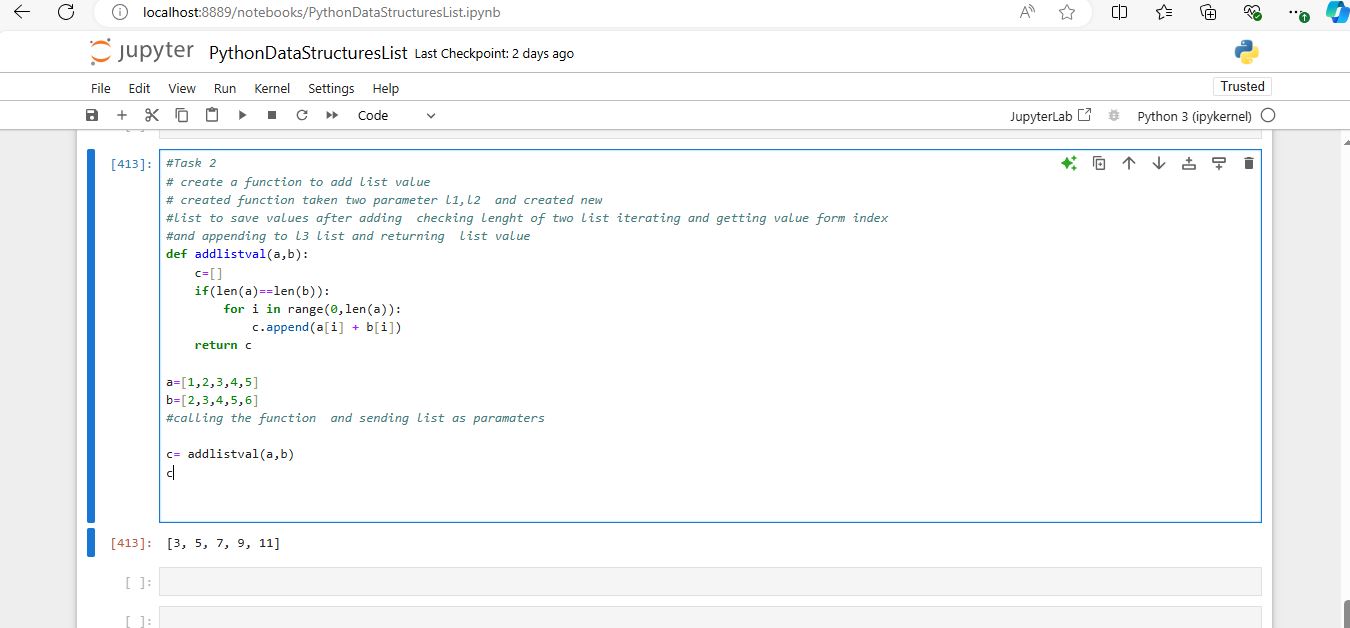 localhost:8889/notebooks/PythonDataStructuresList.ipynb
jupyter PythonDataStructuresList Last Checkpoint: 2 days ago
File Edit View Run Kernel Settings Help
Trusted
Code
JupyterLab Python 3 (ipykernel)
[ ]:
[413]: #Task 2
# create a function to add list value
# created function taken two parameter l1,l2  and created new
#list to save values after adding  checking lenght of two list iterating and getting value form index
#and appending to l3 list and returning  list value
def addlistval(a,b):
    c=[]
    if(len(a)==len(b)):
        for i in range(0,len(a)):
            c.append(a[i] + b[i])
    return c
a=[1,2,3,4,5]
b=[2,3,4,5,6]
#calling the function  and sending list as paramaters
c= addlistval(a,b)
c
[413]: [3, 5, 7, 9, 11]
[ ]:
[ ]: